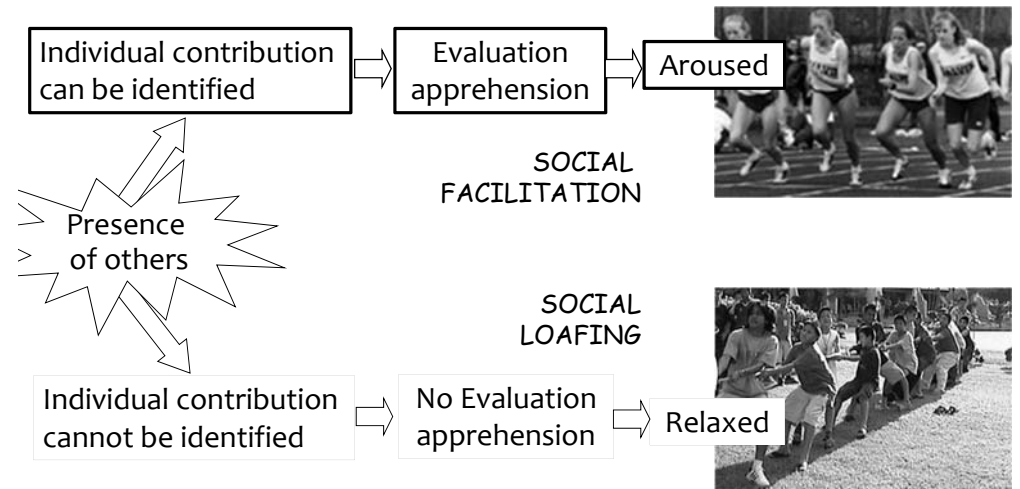 Individual contribution
can be identified
Evaluation
apprehension
Aroused
SOCIAL
FACILITATION
Presence
of others
SOCIAL
LOAFING
Individual contribution
cannot be identified
No Evaluation
apprehension
Relaxed